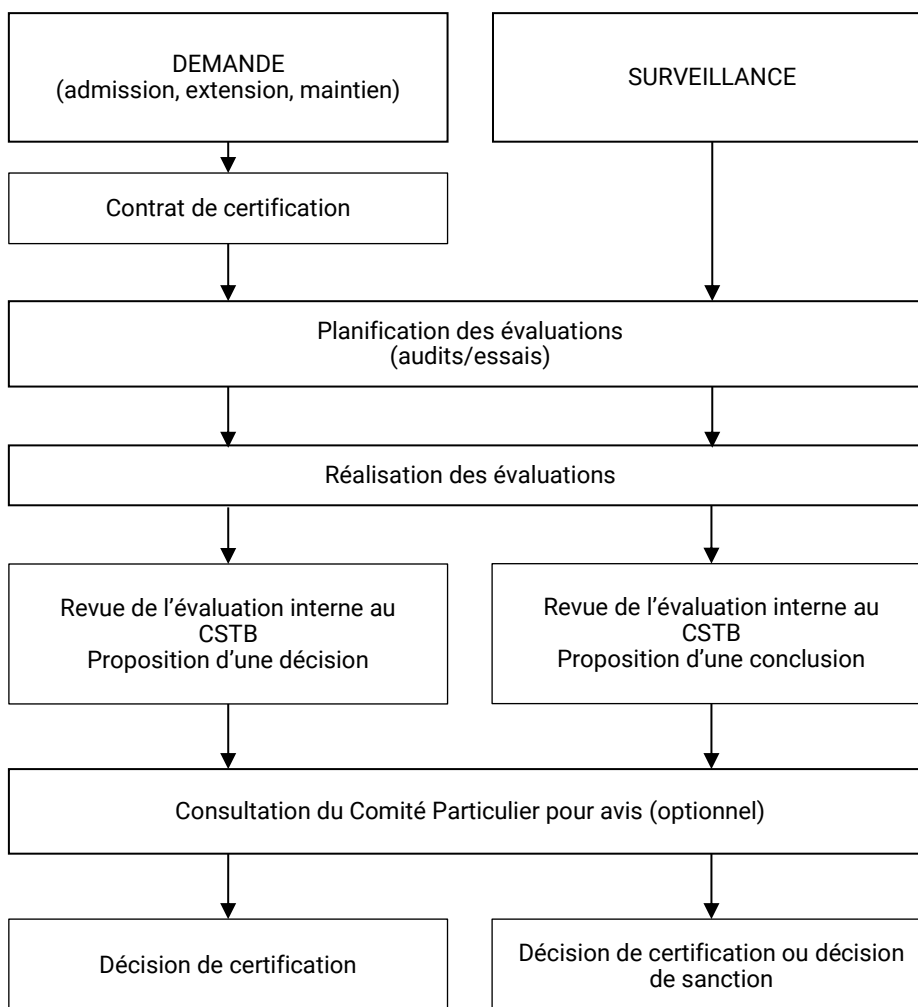 DEMANDE
(admission, extension, maintien)
SURVEILLANCE
Contrat de certification
Planification des évaluations
(audits/essais)
Réalisation des évaluations
Revue de l’évaluation interne au
CSTB
Proposition d’une décision
Revue de l’évaluation interne au
CSTB
Proposition d’une conclusion
Consultation du Comité Particulier pour avis (optionnel)
Décision de certification
Décision de certification ou décision
de sanction